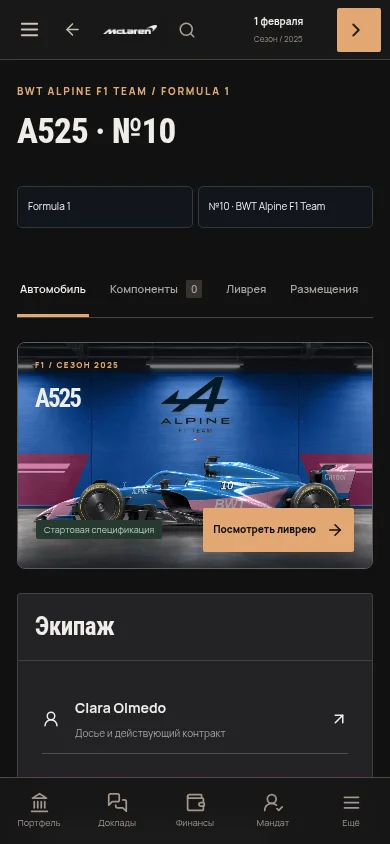 McLaren
1 февраля
Сезон / 2025
BWT ALPINE F1 TEAM / FORMULA 1
A525 · №10
Formula 1
№10 · BWT Alpine F1 Team
Автомобиль
Компоненты 0
Ливрея
Размещения
F1 / СЕЗОН 2025
A525
ALPINE
F1 TEAM
ALPINE
10
BWT
Стартовая спецификация
Посмотреть ливрею
Экипаж
Clara Olmedo
Досье и действующий контракт
Портфель
Доклады
Финансы
Мандат
Ещё